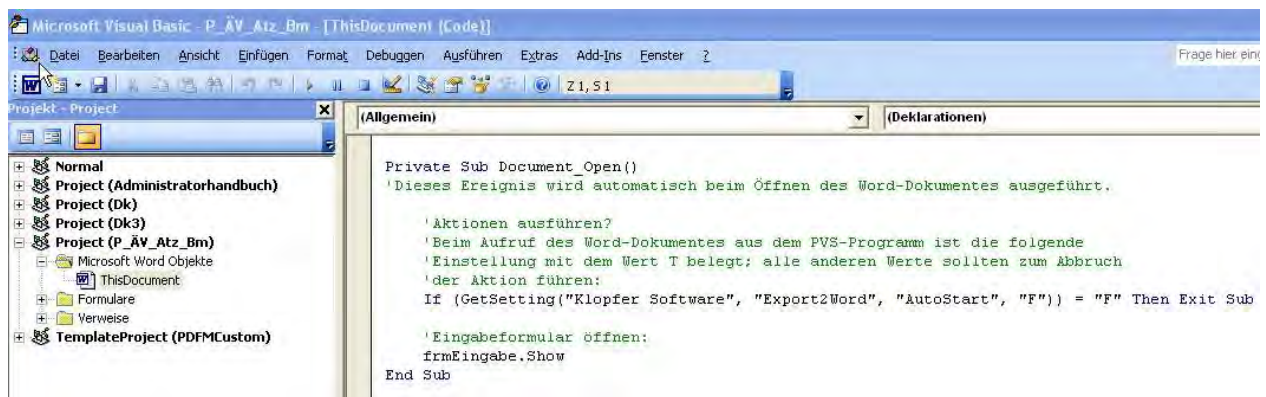 Microsoft Visual Basic - P_ÄV_Atz_Bm - [ThisDocument (Code)]
Datei Bearbeiten Ansicht Einfügen Format Debuggen Ausführen Extras Add-Ins Fenster ?
Frage hier
Z 1, S 1
Projekt - Project
(Allgemein)
(Deklarationen)
Normal
Project (Administratorhandbuch)
Project (Dk)
Project (Dk3)
Project (P_ÄV_Atz_Bm)
Microsoft Word Objekte
ThisDocument
Formulare
Verweise
TemplateProject (PDFMCustom)
Private Sub Document_Open()
'Dieses Ereignis wird automatisch beim Öffnen des Word-Dokumentes ausgeführt.
'Aktionen ausführen?
'Beim Aufruf des Word-Dokumentes aus dem PVS-Programm ist die folgende
'Einstellung mit dem Wert T belegt; alle anderen Werte sollten zum Abbruch
'der Aktion führen:
If (GetSetting("Klopfer Software", "Export2Word", "AutoStart", "F")) = "F" Then Exit Sub
'Eingabeformular öffnen:
frmEingabe.Show
End Sub